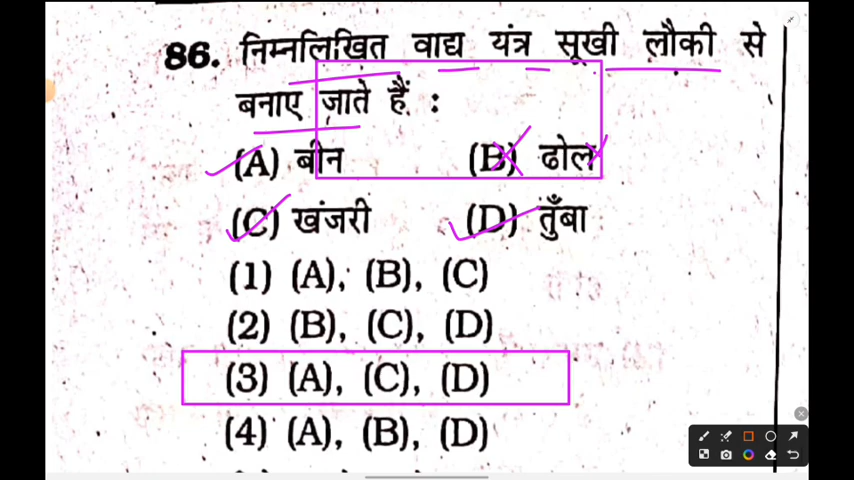 86. निम्नलिखित वाद्य यंत्र सूखी लौकी से
बनाए जाते हैं :
(A) बीन (B) ढोल
(C) खंजरी (D) तुँबा
(1) (A), (B), (C)
(2) (B), (C), (D)
(3) (A), (C), (D)
(4) (A), (B), (D)